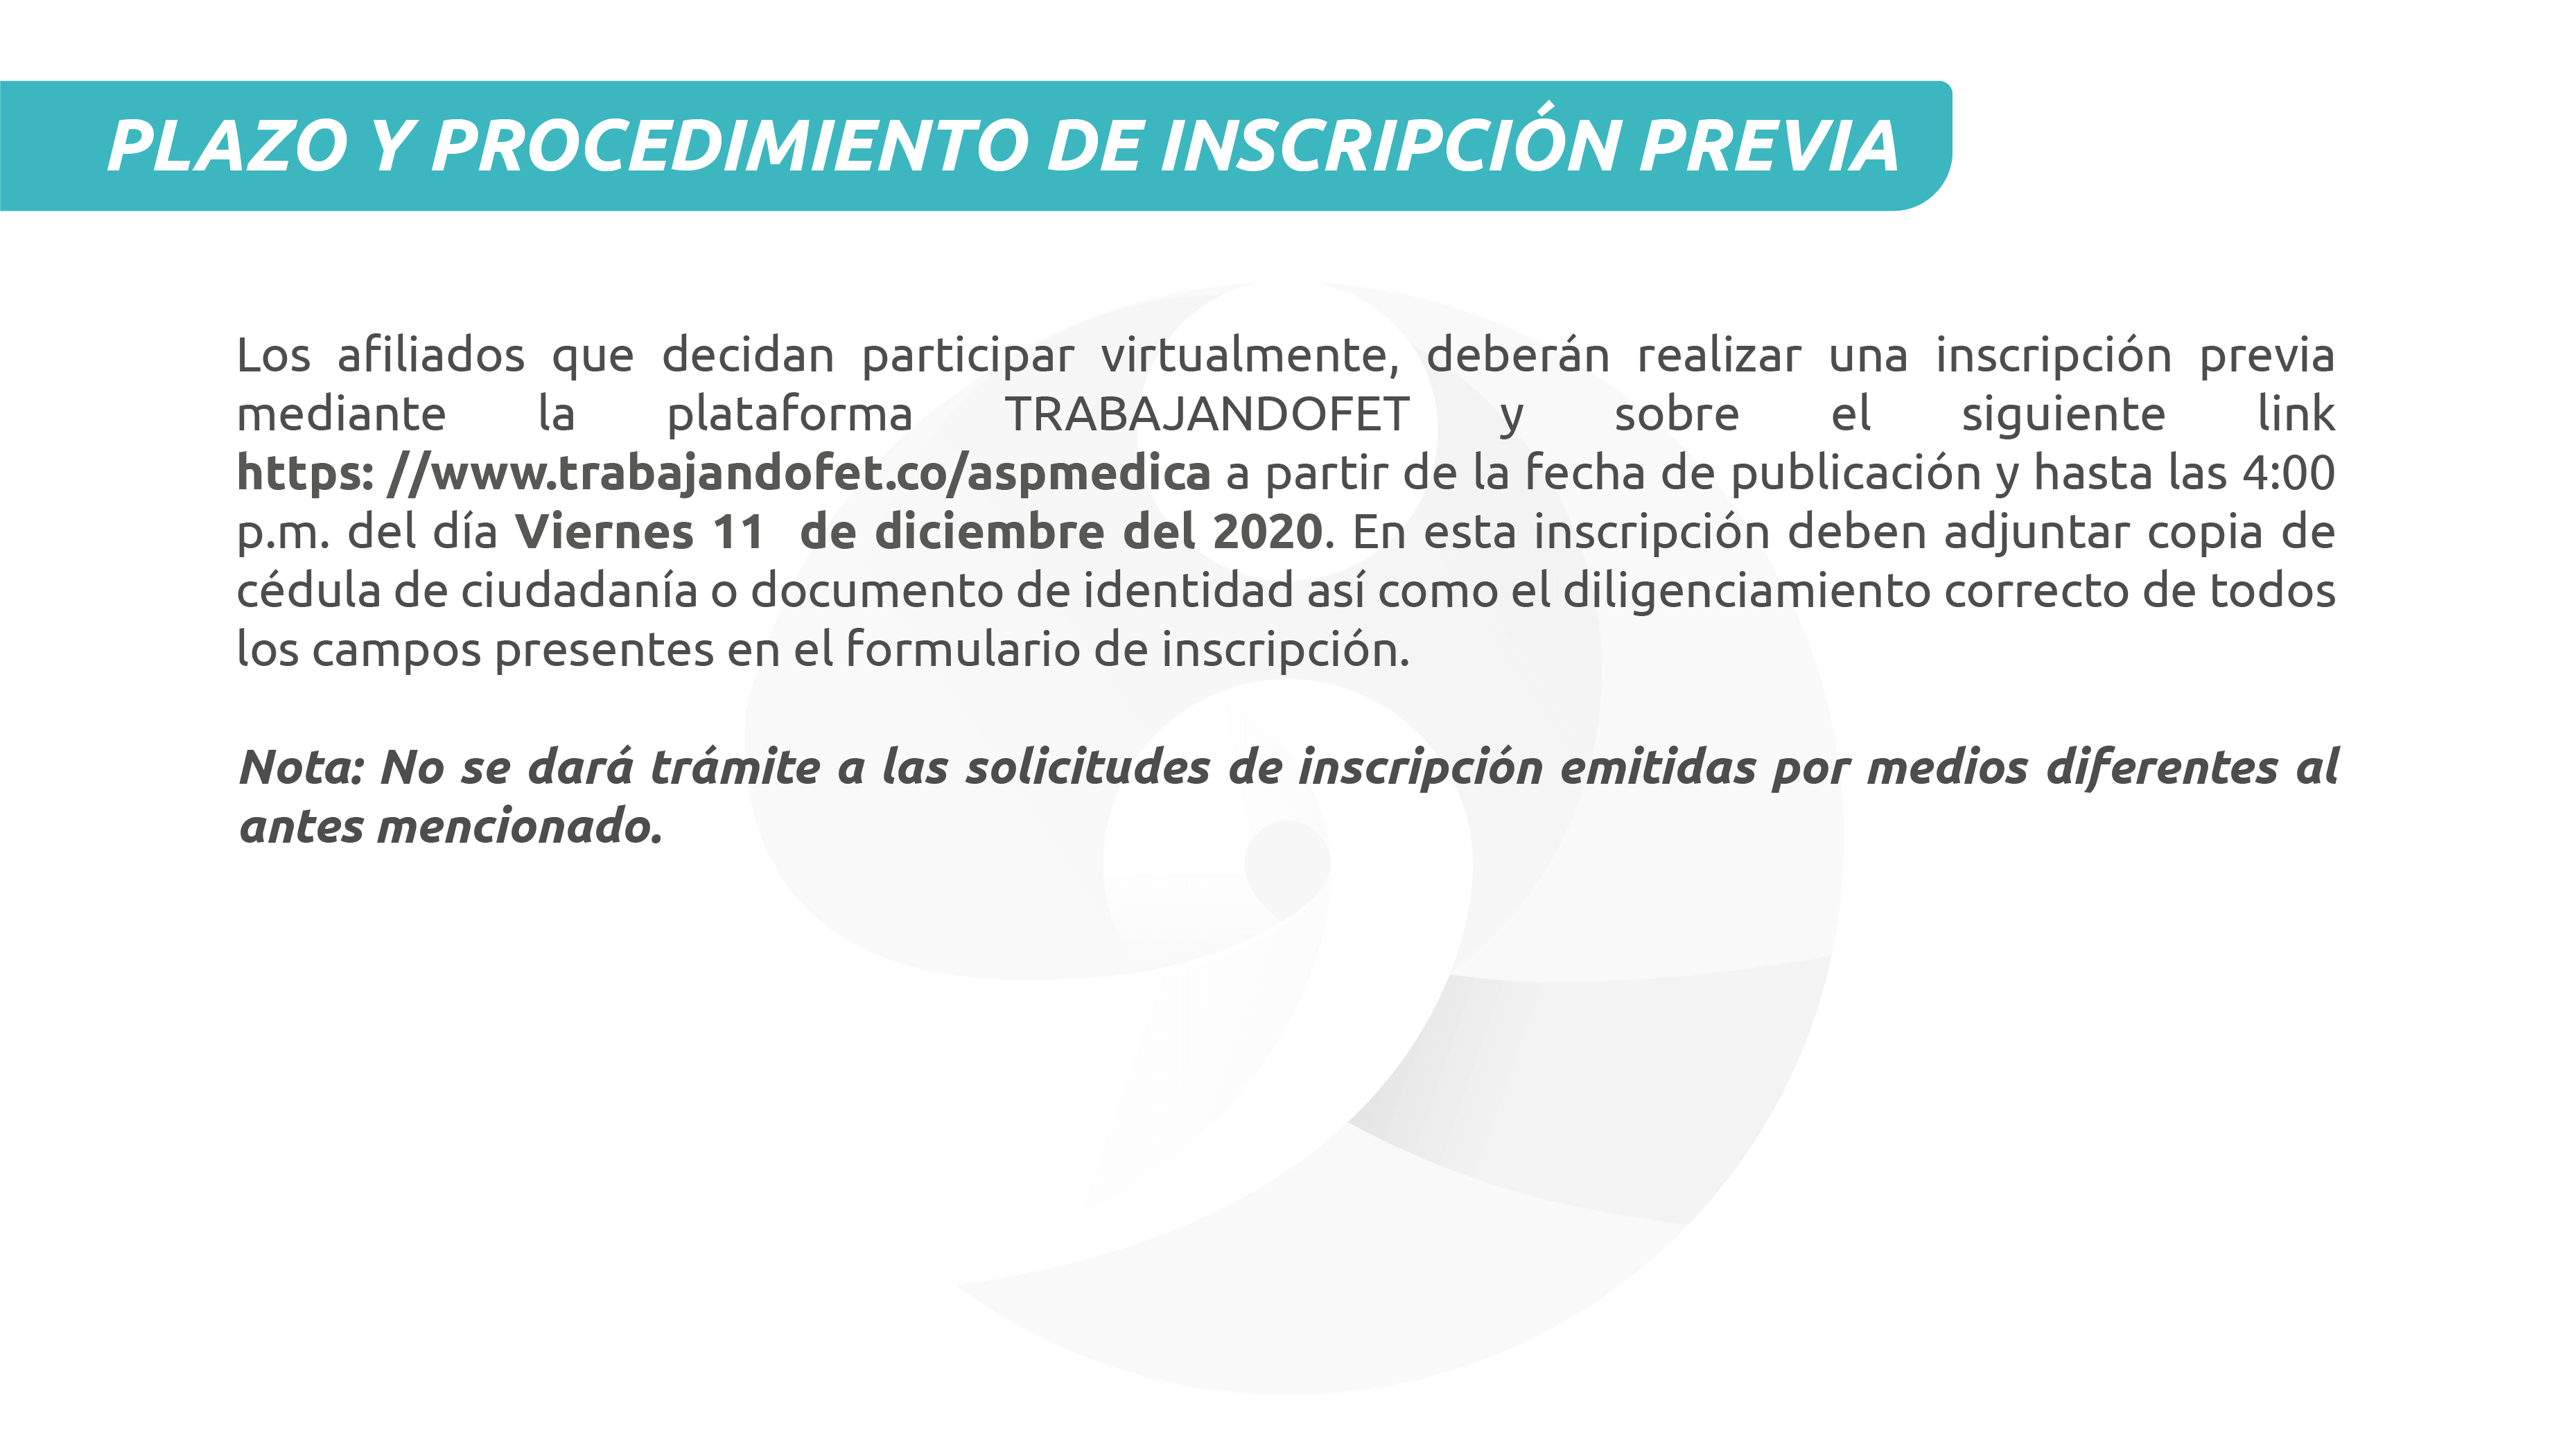 PLAZO Y PROCEDIMIENTO DE INSCRIPCIÓN PREVIA
Los afiliados que decidan participar virtualmente, deberán realizar una inscripción previa
mediante la plataforma TRABAJANDOFET y sobre el siguiente link
https: //www.trabajandofet.co/aspmedica a partir de la fecha de publicación y hasta las 4:00
p.m. del día Viernes 11  de diciembre del 2020. En esta inscripción deben adjuntar copia de
cédula de ciudadanía o documento de identidad así como el diligenciamiento correcto de todos
los campos presentes en el formulario de inscripción.
Nota: No se dará trámite a las solicitudes de inscripción emitidas por medios diferentes al
antes mencionado.